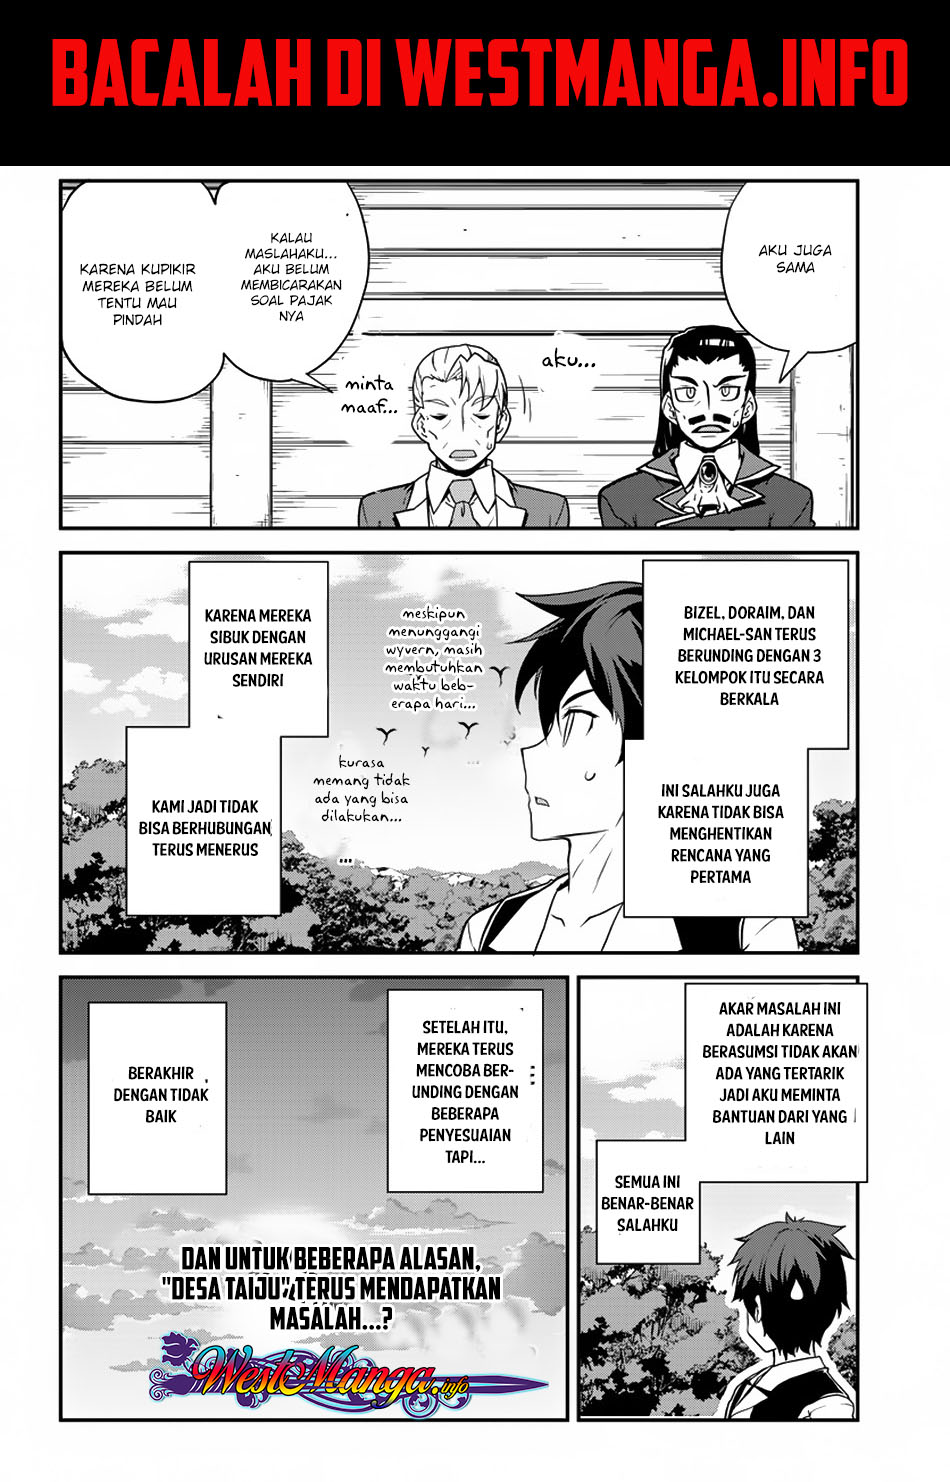 BACALAH DI WESTMANGA.INFO
AKU JUGA
SAMA
aku...
KALAU
MASLAHAKU...
AKU BELUM
MEMBICARAKAN
SOAL PAJAK
NYA
KARENA KUPIKIR
MEREKA BELUM
TENTU MAU
PINDAH
minta
maaf...
BIZEL, DORAIM, DAN
MICHAEL-SAN TERUS
BERUNDING DENGAN 3
KELOMPOK ITU SECARA
BERKALA
INI SALAHKU JUGA
KARENA TIDAK BISA
MENGHENTIKAN
RENCANA YANG
PERTAMA
meskipun
menunggangi
wyvern, masih
membutuhkan
waktu beb-
erapa hari...
kurasa
memang tidak
ada yang bisa
dilakukan...
...
KARENA MEREKA
SIBUK DENGAN
URUSAN MEREKA
SENDIRI
KAMI JADI TIDAK
BISA BERHUBUNGAN
TERUS MENERUS
AKAR MASALAH INI
ADALAH KARENA
BERASUMSI TIDAK AKAN
ADA YANG TERTARIK
JADI AKU MEMINTA
BANTUAN DARI YANG
LAIN
SEMUA INI
BENAR-BENAR
SALAHKU
SETELAH ITU,
MEREKA TERUS
MENCOBA BER-
UNDING DENGAN
BEBERAPA
PENYESUAIAN
TAPI...
BERAKHIR
DENGAN TIDAK
BAIK
DAN UNTUK BEBERAPA ALASAN,
"DESA TAIJU" TERUS MENDAPATKAN
MASALAH...?
WestManga.info